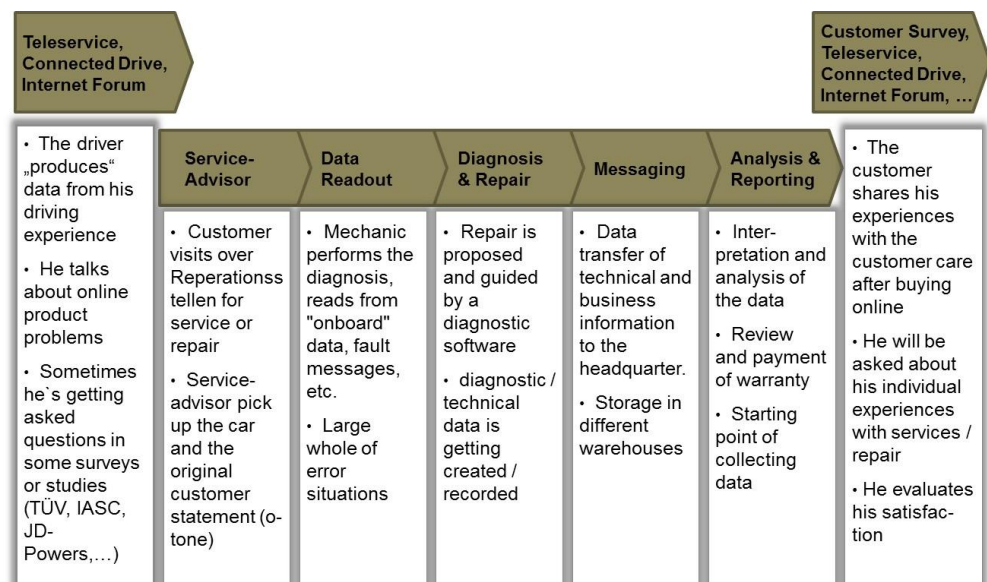 Teleservice,
Connected Drive,
Internet Forum
• The driver
„produces“
data from his
driving
experience
• He talks
about online
product
problems
• Sometimes
he`s getting
asked
questions in
some surveys
or studies
(TÜV, IASC,
JD-
Powers,…)
Service-
Advisor
• Customer
visits over
Reperationss
tellen for
service or
repair
• Service-
advisor pick
up the car
and the
original
customer
statement (o-
tone)
Data
Readout
• Mechanic
performs the
diagnosis,
reads from
"onboard"
data, fault
messages,
etc.
• Large
whole of
error
situations
Diagnosis
& Repair
• Repair is
proposed
and guided
by a
diagnostic
software
• diagnostic /
technical
data is
getting
created /
recorded
Messaging
• Data
transfer of
technical and
business
information
to the
headquarter.
• Storage in
different
warehouses
Analysis &
Reporting
• Inter-
pretation and
analysis of
the data
• Review
and payment
of warranty
• Starting
point of
collecting
data
Customer Survey,
Teleservice,
Connected Drive,
Internet Forum, …
• The
customer
shares his
experiences
with the
customer care
after buying
online
• He will be
asked about
his individual
experiences
with services /
repair
• He evaluates
his satisfac-
tion